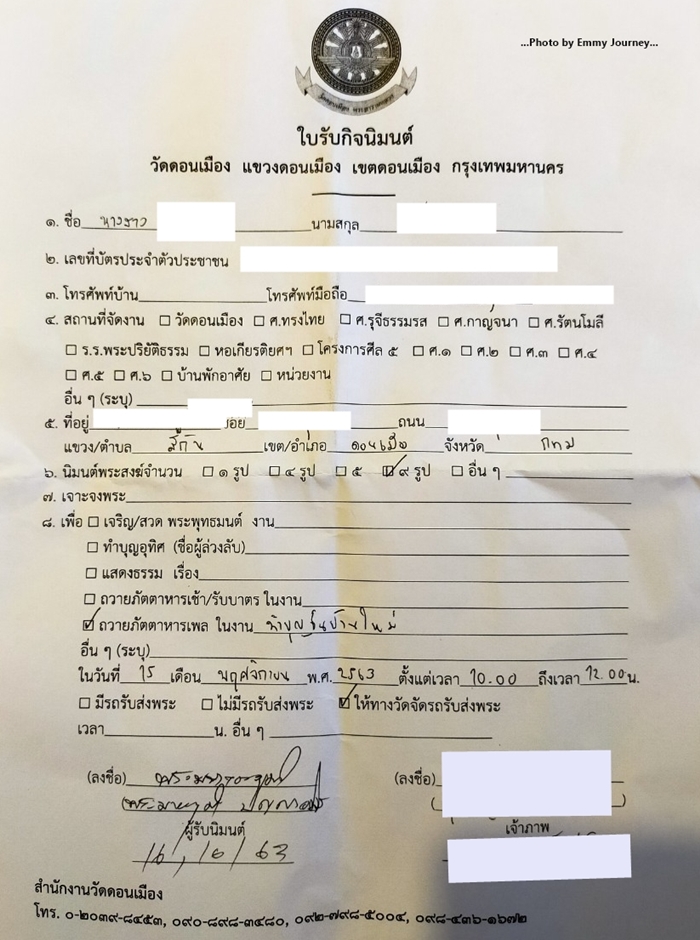 ...Photo by Emmy Journey...
ใบรับกิจนิมนต์
วัดดอนเมือง แขวงดอนเมือง เขตดอนเมือง กรุงเทพมหานคร
๑. ชื่อ นางสาว นามสกุล
๒. เลขที่บัตรประจำตัวประชาชน
๓. โทรศัพท์บ้าน โทรศัพท์มือถือ
๔. สถานที่จัดงาน ☐ วัดดอนเมือง ☐ ศ.ทรงไทย ☐ ศ.รุจีธรรมรส ☐ ศ.กาญจนา ☐ ศ.รัตนโมลี
☐ ร.ร.พระปริยัติธรรม ☐ หอเกียรติยศฯ ☐ โครงการศีล ๕ ☐ ศ.๑ ☐ ศ.๒ ☐ ศ.๓ ☐ ศ.๔
☐ ศ.๕ ☐ ศ.๖ ☐ บ้านพักอาศัย ☐ หน่วยงาน
อื่น ๆ (ระบุ)
๕. ที่อยู่ ซอย ถนน
แขวง/ตำบล สีกัน เขต/อำเภอ ดอนเมือง จังหวัด กทม
๖. นิมนต์พระสงฆ์จำนวน ☐ ๑ รูป ☐ ๔ รูป ☐ ๕ ☑ ๙ รูป ☐ อื่น ๆ
๗. เจาะจงพระ
๘. เพื่อ ☐ เจริญ/สวด พระพุทธมนต์ งาน
☐ ทำบุญอุทิศ (ชื่อผู้ล่วงลับ)
☐ แสดงธรรม เรื่อง
☐ ถวายภัตตาหารเช้า/รับบาตร ในงาน
☑ ถวายภัตตาหารเพล ในงาน ทำบุญขึ้นบ้านใหม่
อื่น ๆ (ระบุ)
ในวันที่ 15 เดือน พฤศจิกายน พ.ศ. 2563 ตั้งแต่เวลา 10.00 ถึงเวลา 12.00 น.
☐ มีรถรับส่งพระ ☐ ไม่มีรถรับส่งพระ ☑ ให้ทางวัดจัดรถรับส่งพระ
เวลา น. อื่น ๆ
(ลงชื่อ) (ลงชื่อ)
ผู้รับนิมนต์ เจ้าภาพ
16/10/63
สำนักงานวัดดอนเมือง
โทร. ๐-๒๐๓๙-๘๔๕๓, ๐๙๐-๘๙๘-๓๔๘๐, ๐๙๒-๗๙๘-๕๐๐๔, ๐๙๘-๔๓๖-๑๖๗๒